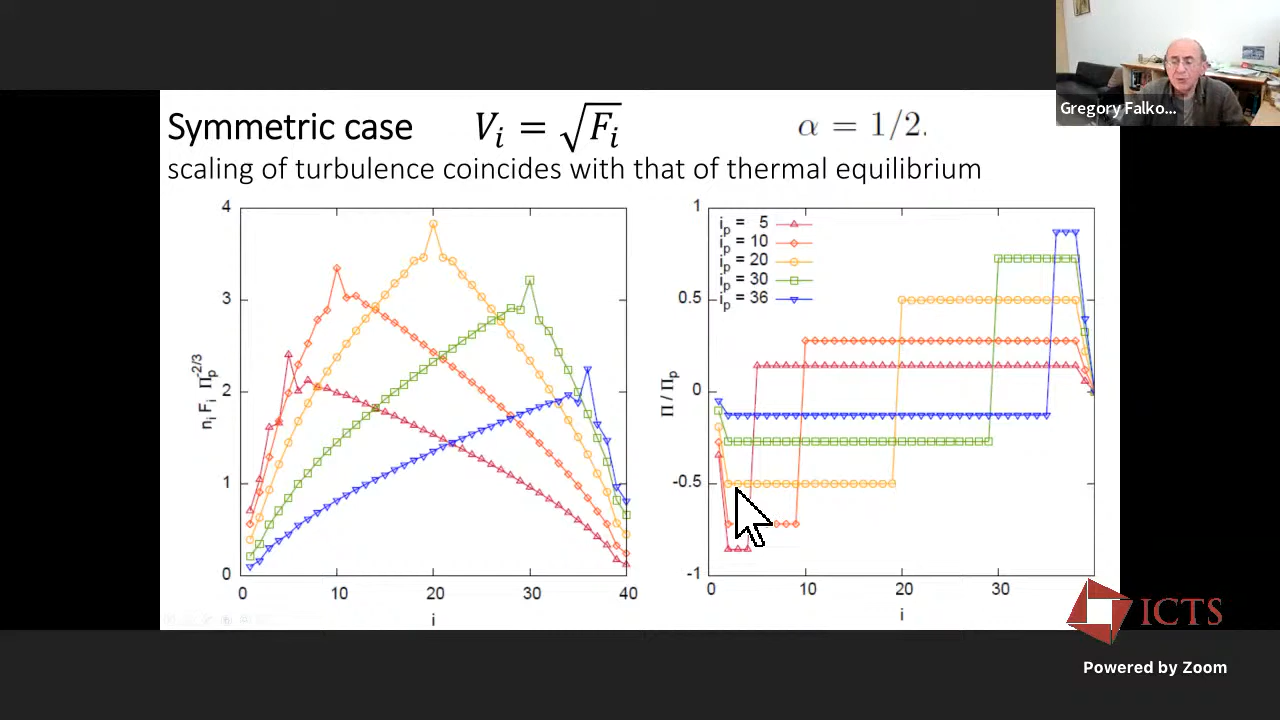 Gregory Falko...
Symmetric case V_i = √F_i α = 1/2.
scaling of turbulence coincides with that of thermal equilibrium
4
3
2
1
0
0 10 20 30 40
i
n_i F_i Π_p^-2/3
1
0.5
0
-0.5
-1
0 10 20 30
i
Π / Π_p
i_p = 5
i_p = 10
i_p = 20
i_p = 30
i_p = 36
ICTS
Powered by Zoom